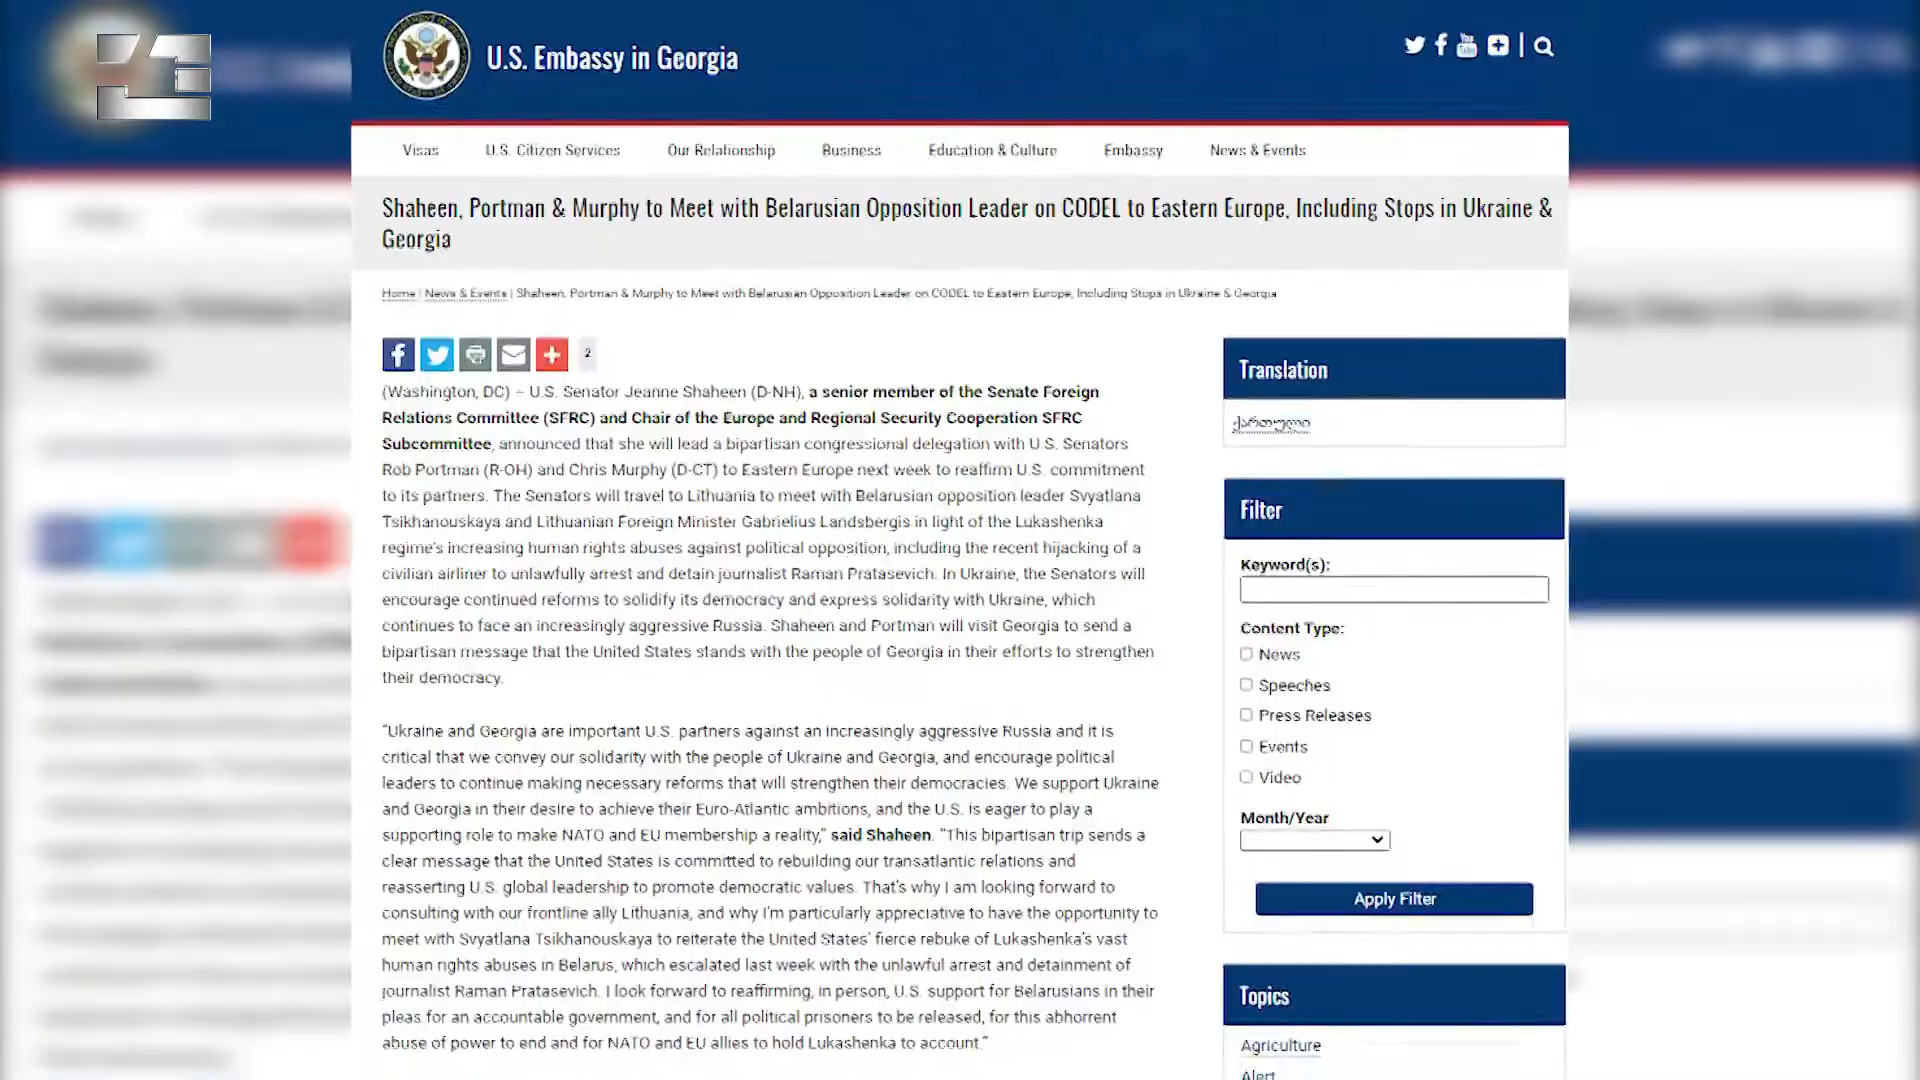 U.S. Embassy in Georgia
Visas
U.S. Citizen Services
Our Relationship
Business
Education & Culture
Embassy
News & Events
Shaheen, Portman & Murphy to Meet with Belarusian Opposition Leader on CODEL to Eastern Europe, Including Stops in Ukraine &
Georgia
Home | News & Events | Shaheen, Portman & Murphy to Meet with Belarusian Opposition Leader on CODEL to Eastern Europe, Including Stops in Ukraine & Georgia
2
(Washington, DC) – U.S. Senator Jeanne Shaheen (D-NH), a senior member of the Senate Foreign
Relations Committee (SFRC) and Chair of the Europe and Regional Security Cooperation SFRC
Subcommittee, announced that she will lead a bipartisan congressional delegation with U.S. Senators
Rob Portman (R-OH) and Chris Murphy (D-CT) to Eastern Europe next week to reaffirm U.S. commitment
to its partners. The Senators will travel to Lithuania to meet with Belarusian opposition leader Svyatlana
Tsikhanouskaya and Lithuanian Foreign Minister Gabrielius Landsbergis in light of the Lukashenka
regime's increasing human rights abuses against political opposition, including the recent hijacking of a
civilian airliner to unlawfully arrest and detain journalist Raman Pratasevich. In Ukraine, the Senators will
encourage continued reforms to solidify its democracy and express solidarity with Ukraine, which
continues to face an increasingly aggressive Russia. Shaheen and Portman will visit Georgia to send a
bipartisan message that the United States stands with the people of Georgia in their efforts to strengthen
their democracy.
“Ukraine and Georgia are important U.S. partners against an increasingly aggressive Russia and it is
critical that we convey our solidarity with the people of Ukraine and Georgia, and encourage political
leaders to continue making necessary reforms that will strengthen their democracies. We support Ukraine
and Georgia in their desire to achieve their Euro-Atlantic ambitions, and the U.S. is eager to play a
supporting role to make NATO and EU membership a reality,” said Shaheen. “This bipartisan trip sends a
clear message that the United States is committed to rebuilding our transatlantic relations and
reasserting U.S. global leadership to promote democratic values. That's why I am looking forward to
consulting with our frontline ally Lithuania, and why I'm particularly appreciative to have the opportunity to
meet with Svyatlana Tsikhanouskaya to reiterate the United States' fierce rebuke of Lukashenka's vast
human rights abuses in Belarus, which escalated last week with the unlawful arrest and detainment of
journalist Raman Pratasevich. I look forward to reaffirming, in person, U.S. support for Belarusians in their
pleas for an accountable government, and for all political prisoners to be released, for this abhorrent
abuse of power to end and for NATO and EU allies to hold Lukashenka to account.”
Translation
ქართული
Filter
Keyword(s):
Content Type:
News
Speeches
Press Releases
Events
Video
Month/Year
Apply Filter
Topics
Agriculture
Alert